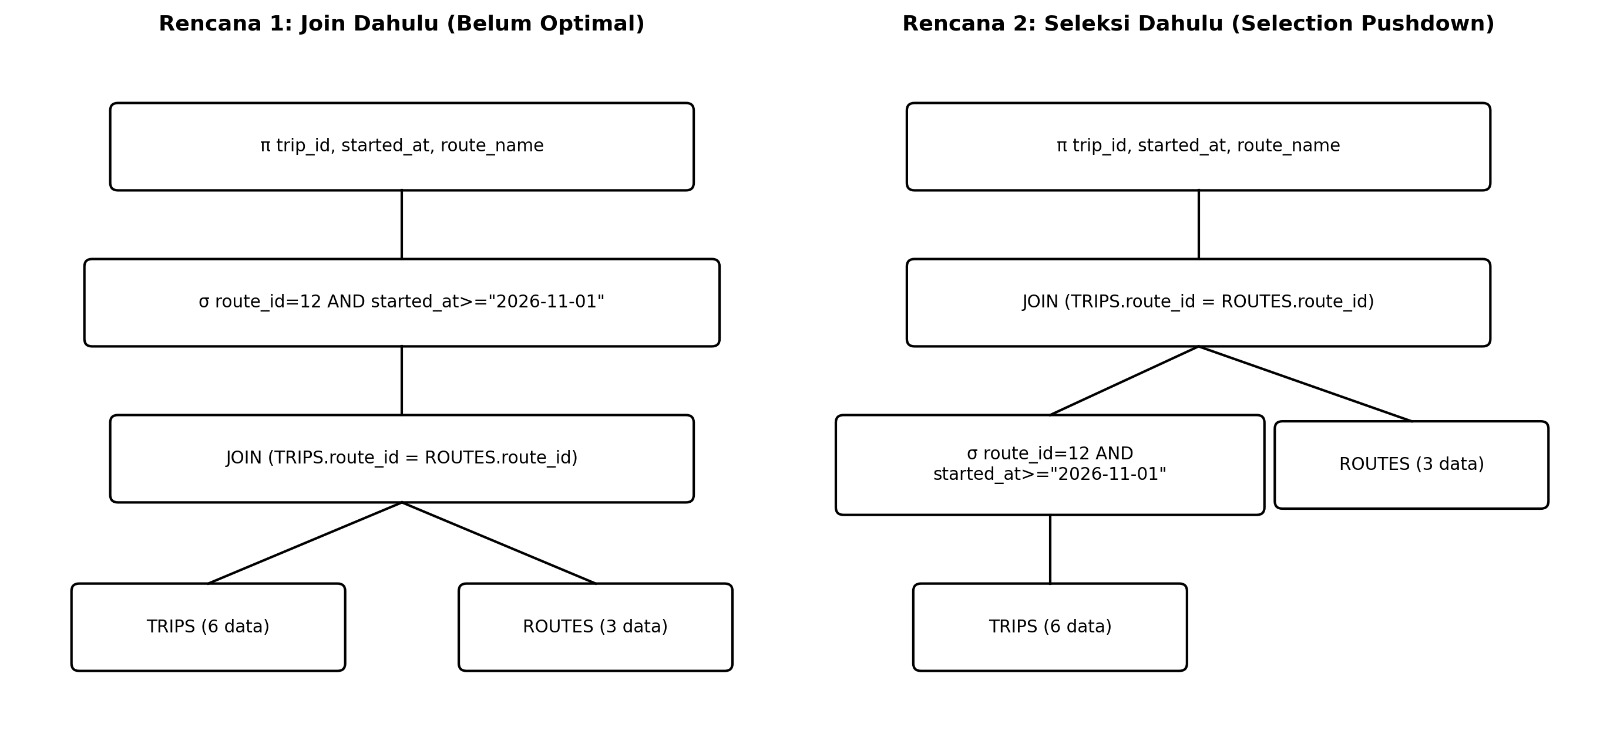 Rencana 1: Join Dahulu (Belum Optimal)
π trip_id, started_at, route_name
σ route_id=12 AND started_at>="2026-11-01"
JOIN (TRIPS.route_id = ROUTES.route_id)
TRIPS (6 data)
ROUTES (3 data)
Rencana 2: Seleksi Dahulu (Selection Pushdown)
π trip_id, started_at, route_name
JOIN (TRIPS.route_id = ROUTES.route_id)
σ route_id=12 AND
started_at>="2026-11-01"
ROUTES (3 data)
TRIPS (6 data)